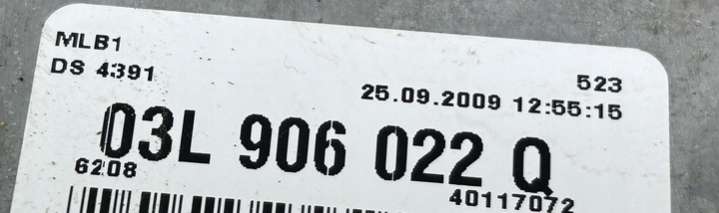 MLB1
DS 4391 523
25.09.2009 12:55:15
03L 906 022 Q
6208 40117072